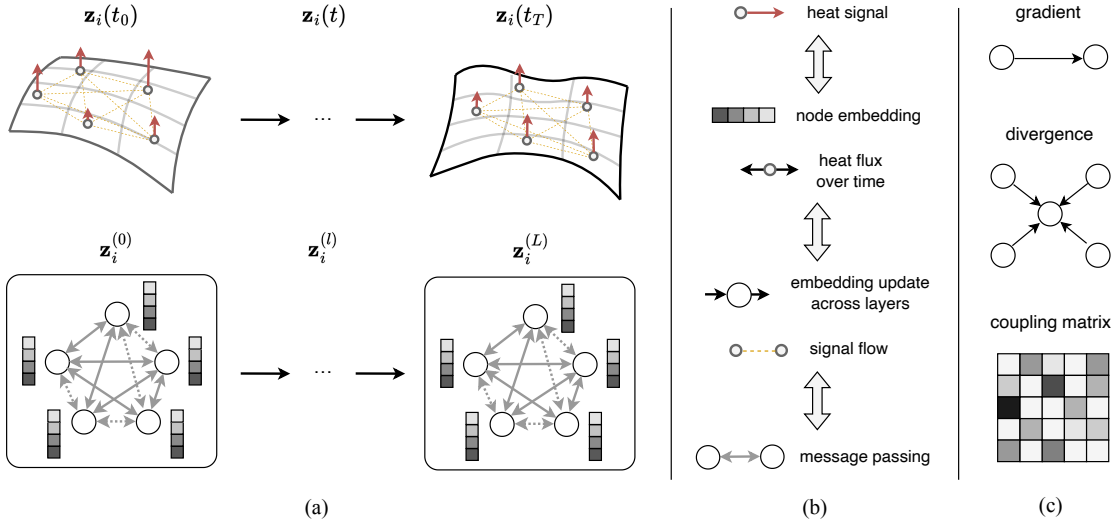 z_i(t_0)
z_i(t)
z_i(t_T)
...
z_i^{(0)}
z_i^{(l)}
z_i^{(L)}
...
(a)
heat signal
node embedding
heat flux
over time
embedding update
across layers
signal flow
message passing
(b)
gradient
divergence
coupling matrix
(c)